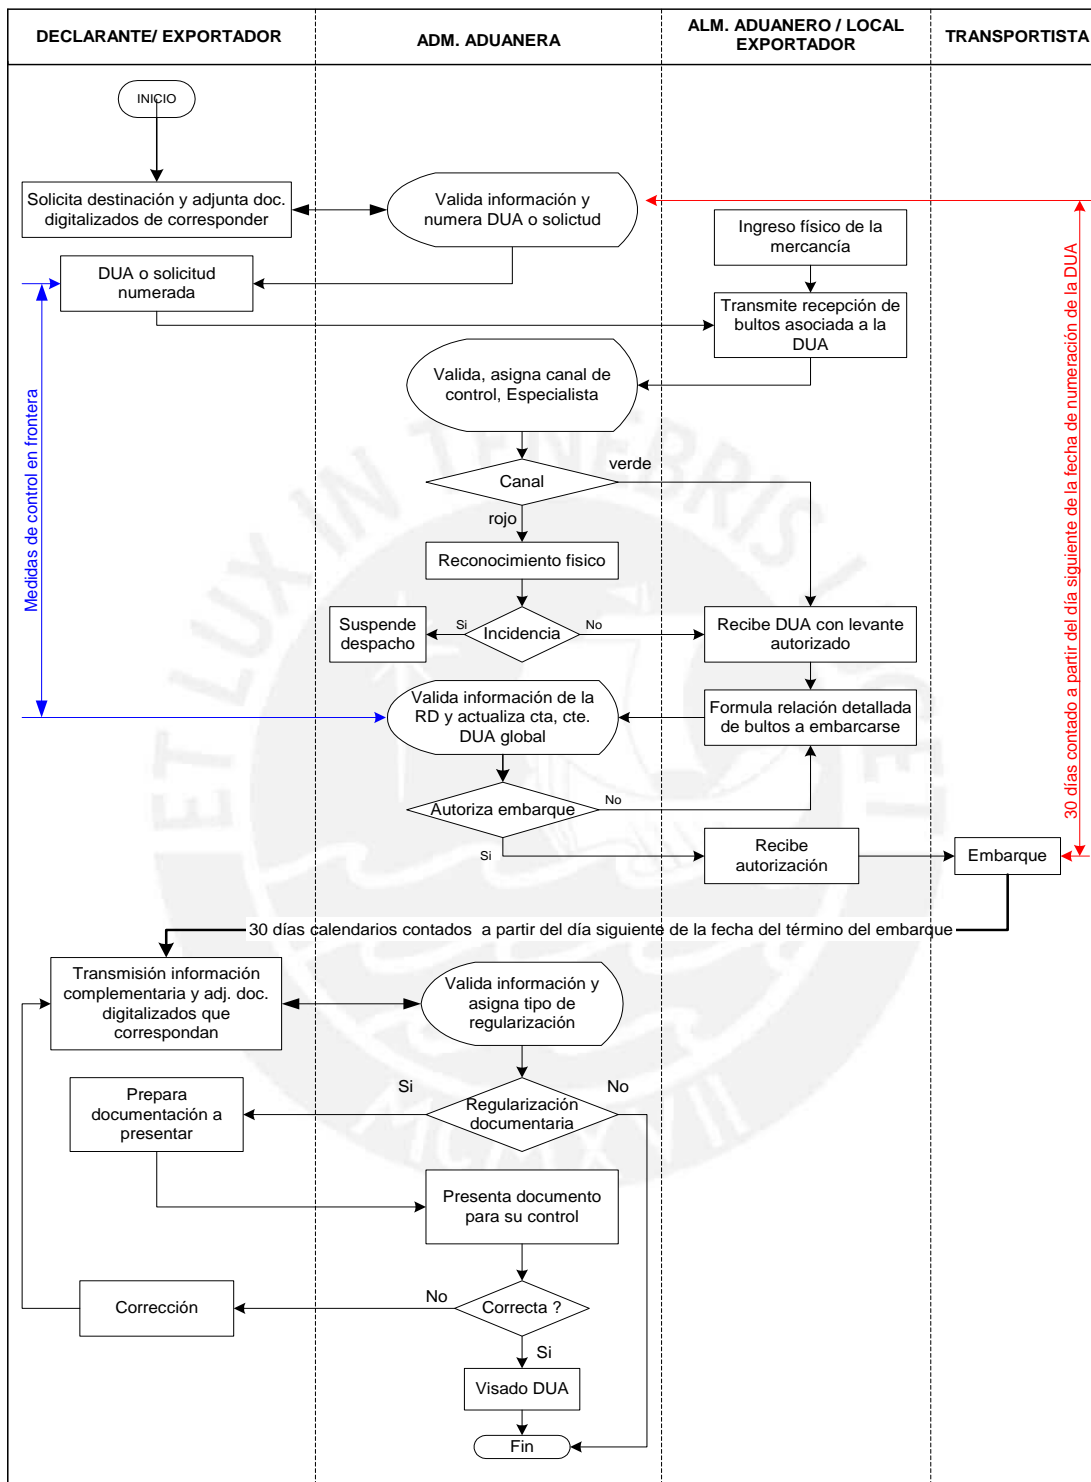 DECLARANTE/ EXPORTADOR
ADM. ADUANERA
ALM. ADUANERO / LOCAL
EXPORTADOR
TRANSPORTISTA
INICIO
Solicita destinación y adjunta doc.
digitalizados de corresponder
Valida información y
numera DUA o solictud
Ingreso físico de la
mercancía
DUA o solicitud
numerada
Transmite recepción de
bultos asociada a la
DUA
Valida, asigna canal de
control, Especialista
Canal
verde
rojo
Reconocimiento fisico
Suspende
despacho
Si
Incidencia
No
Recibe DUA con levante
autorizado
Valida información de la
RD y actualiza cta, cte.
DUA global
Formula relación detallada
de bultos a embarcarse
Autoriza embarque
No
Si
Recibe
autorización
Embarque
Medidas de control en frontera
30 días contado a partir del día siguiente de la fecha de numeración de la DUA
30 días calendarios contados  a partir del día siguiente de la fecha del término del embarque
Transmisión información
complementaria y adj. doc.
digitalizados que
correspondan
Valida información y
asigna tipo de
regularización
Si
No
Prepara
documentación a
presentar
Regularización
documentaria
Presenta documento
para su control
Corrección
No
Correcta ?
Si
Visado DUA
Fin
ET LUX IN TENEBRIS LUCET
MCMXVII